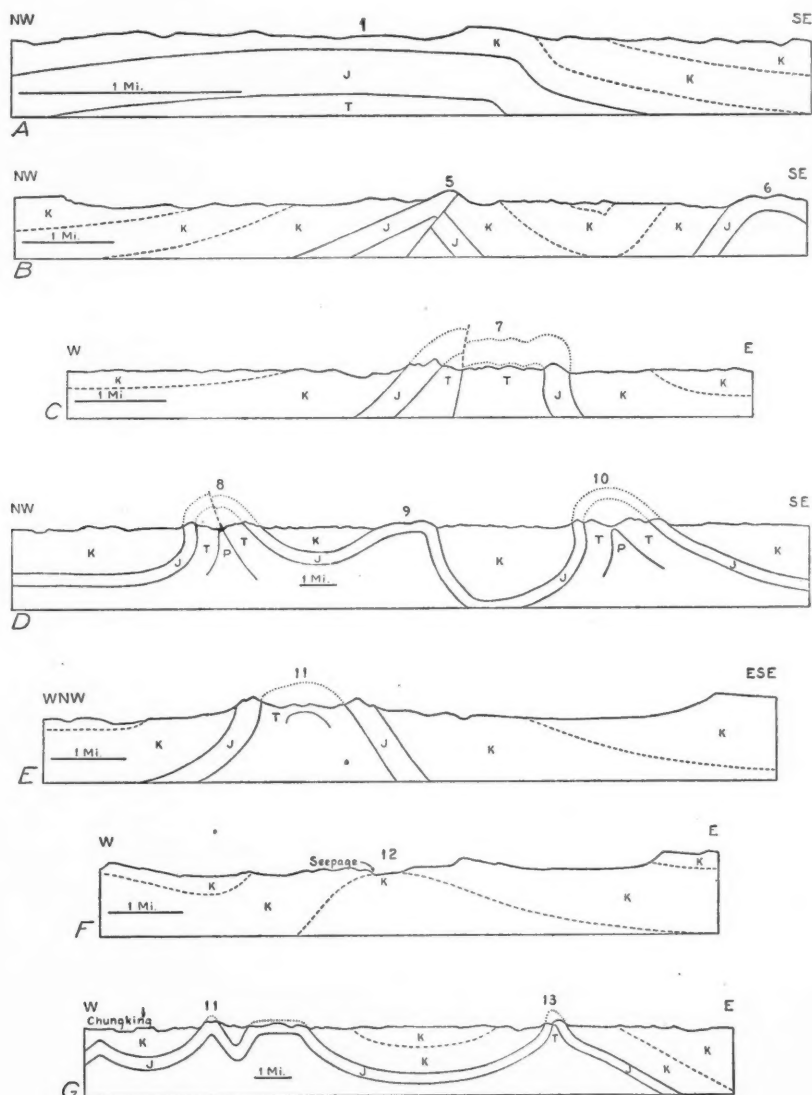 NW 1 SE
K
K
J K
1 Mi.
T
A
NW 5 6 SE
K
K K J K K K J
1 Mi. J
B
7
W E
K K
T T
1 Mi K J J K
C
8 10
NW SE
9
K T T K T T K
J P J K P
1 Mi. J J
D
11
WNW ESE
T
K J J K K
1 Mi.
E
W 12 E
Seepage
K
K K
1 Mi. K K
F
W 11 13 E
Chungking
K K T
K K
J 1 Mi. J J K
G